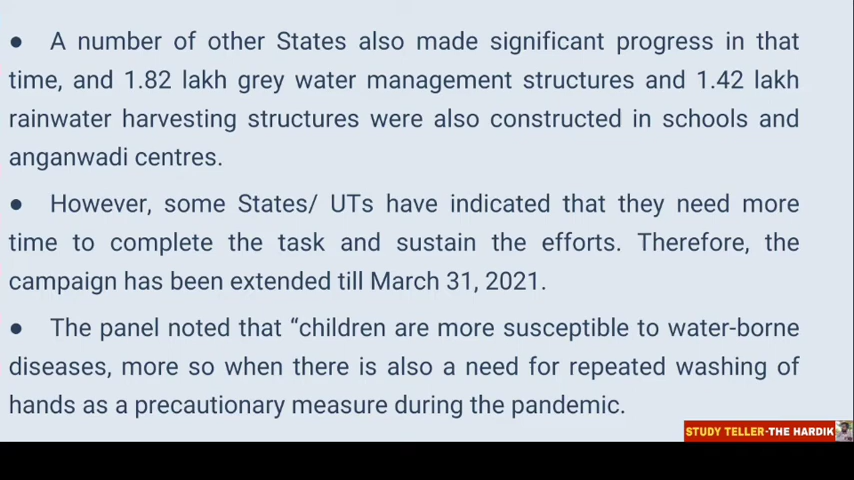 ● A number of other States also made significant progress in that
time, and 1.82 lakh grey water management structures and 1.42 lakh
rainwater harvesting structures were also constructed in schools and
anganwadi centres.
● However, some States/ UTs have indicated that they need more
time to complete the task and sustain the efforts. Therefore, the
campaign has been extended till March 31, 2021.
● The panel noted that “children are more susceptible to water-borne
diseases, more so when there is also a need for repeated washing of
hands as a precautionary measure during the pandemic.
STUDY TELLER-THE HARDIK